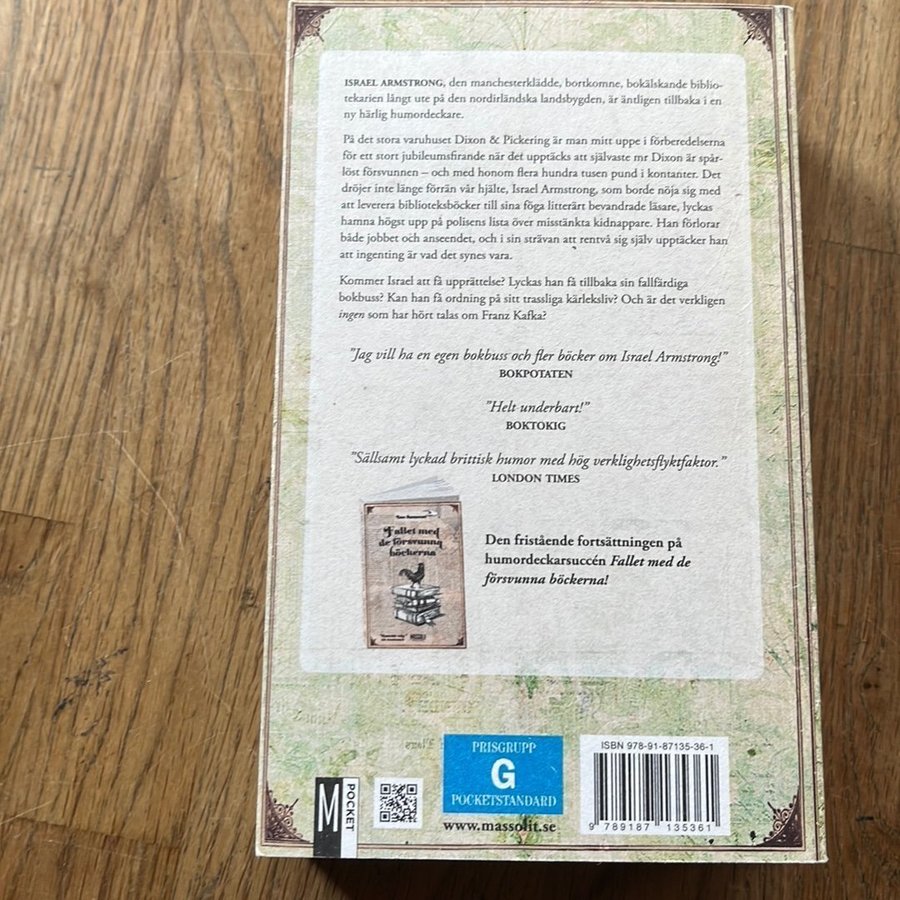 ISRAEL ARMSTRONG, den manchesterklädde, bortkomne, bokälskande biblio-
tekarien långt ute på den nordirländska landsbygden, är äntligen tillbaka i en
ny härlig humordeckare.
På det stora varuhuset Dixon & Pickering är man mitt uppe i förberedelserna
för ett stort jubileumsfirande när det upptäcks att självaste mr Dixon är spår-
löst försvunnen – och med honom flera hundra tusen pund i kontanter. Det
dröjer inte länge förrän vår hjälte, Israel Armstrong, som borde nöja sig med
att leverera biblioteksböcker till sina föga litterärt bevandrade läsare, lyckas
hamna högst upp på polisens lista över misstänkta kidnappare. Han förlorar
både jobbet och anseendet, och i sin strävan att rentvå sig själv upptäcker han
att ingenting är vad det synes vara.
Kommer Israel att få upprättelse? Lyckas han få tillbaka sin fallfärdiga
bokbuss? Kan han få ordning på sitt trassliga kärleksliv? Och är det verkligen
ingen som har hört talas om Franz Kafka?
”Jag vill ha en egen bokbuss och fler böcker om Israel Armstrong!”
BOKPOTATEN
”Helt underbart!”
BOKTOKIG
”Sällsamt lyckad brittisk humor med hög verklighetsflyktfaktor.”
LONDON TIMES
Fallet med
de försvunna
böckerna
Den fristående fortsättningen på
humordeckarsuccén Fallet med de
försvunna böckerna!
M
POCKET
PRISGRUPP
G
POCKETSTANDARD
www.massolit.se
ISBN 978-91-87135-36-1
9 789187 135361